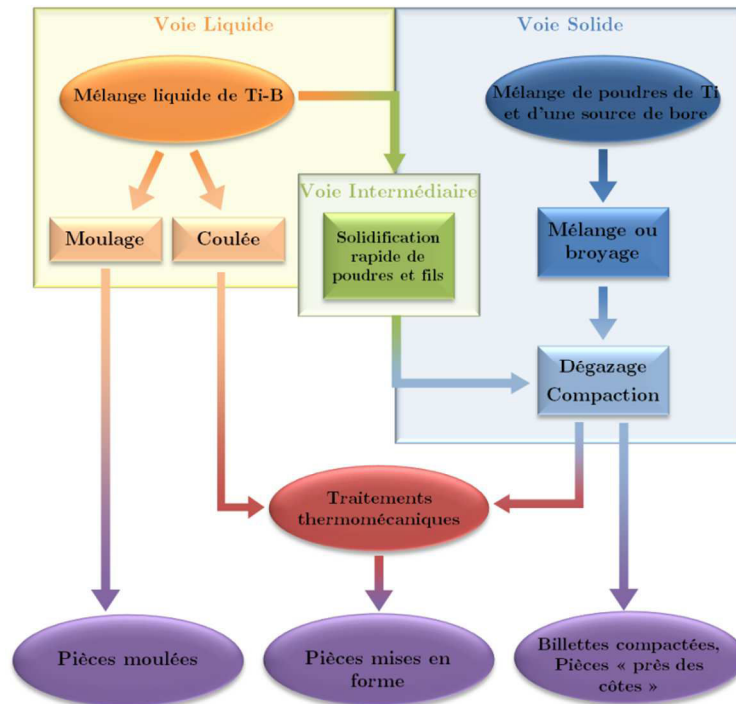 Voie Liquide
Voie Solide
Mélange liquide de Ti-B
Mélange de poudres de Ti
et d'une source de bore
Voie Intermédiaire
Moulage
Coulée
Solidification
rapide de
poudres et fils
Mélange ou
broyage
Dégazage
Compaction
Traitements
thermomécaniques
Pièces moulées
Pièces mises en
forme
Billettes compactées,
Pièces « près des
côtes »